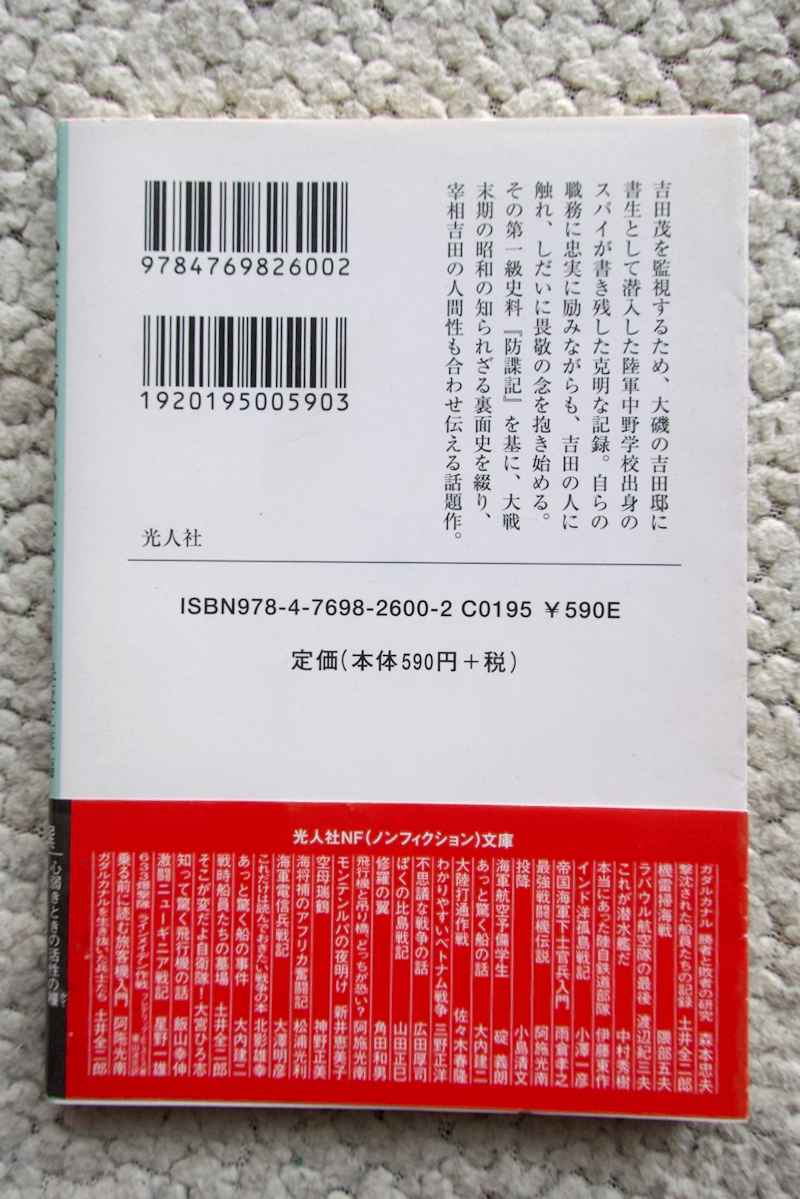 吉田茂を監視するため、大磯の吉田邸に
書生として潜入した陸軍中野学校出身の
スパイが書き残した克明な記録。自らの
職務に忠実に励みながらも、吉田の人に
触れ、しだいに畏敬の念を抱き始める。
その第一級史料『防諜記』を基に、大戦
末期の昭和の知られざる裏面史を綴り、
宰相吉田の人間性も合わせ伝える話題作。
9784769826002
1920195005903
光人社
ISBN978-4-7698-2600-2 C0195 ￥590E
定価(本体590円＋税)
光人社NF(ノンフィクション)文庫
ガダルカナル 勝者と敗者の研究 森本忠夫
撃沈された船員たちの記録 土井全二郎
機雷掃海戦 隈部五夫
ラバウル航空隊の最後 渡辺紀三夫
これが潜水艦だ 中村秀樹
本当にあった陸自鉄道部隊 伊藤東作
インド洋孤島戦記 小澤一彦
帝国海軍下士官兵入門 雨倉孝之
最強戦闘機伝説 阿施光南
投降 小島清文
海軍航空予備学生 碇義朗
あっと驚く船の話 大内建二
大陸打通作戦 佐々木春隆
わかりやすいベトナム戦争 三野正洋
不思議な戦争の話 広田厚司
ぼくの比島戦記 山田正巳
修羅の翼 角田和男
飛行機と吊り橋、どっちが恐い? 阿施光南
モンテンルパの夜明け 新井恵美子
空母瑞鶴 神野正美
海将補のアフリカ奮闘記 松浦光利
海軍電信兵戦記 大澤明彦
これだけは読んでおきたい戦争の本 北影雄幸
あっと驚く船の事件 大内建二
戦時船員たちの墓場 土井全二郎
そこが変だよ自衛隊! 大宮ひろ志
知って驚く飛行機の話 飯山幸伸
激闘ニューギニア戦記 星野一雄
633爆撃隊 ラインメイデン作戦
乗る前に読む旅客機入門 阿施光南
ガダルカナルを生き抜いた兵士たち 土井全二郎